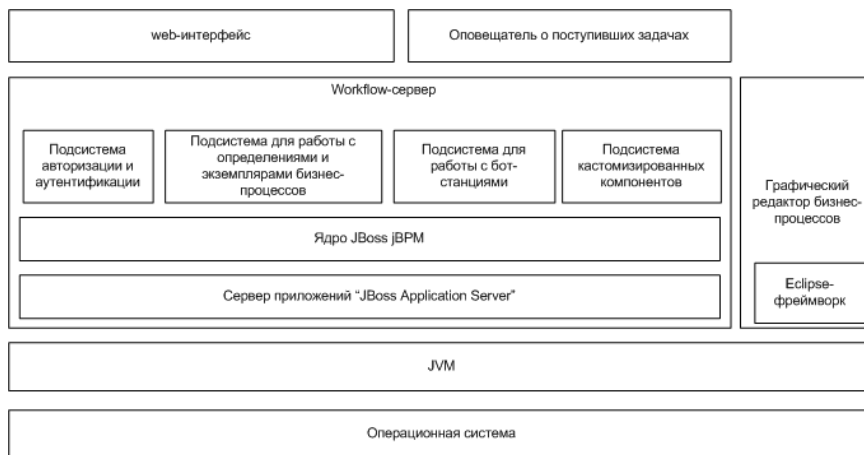 web-интерфейс
Оповещатель о поступивших задачах
Workflow-сервер
Подсистема
авторизации и
аутентификации
Подсистема для работы с
определениями и
экземплярами бизнес-
процессов
Подсистема для
работы с бот-
станциями
Подсистема
кастомизированных
компонентов
Ядро JBoss jBPM
Сервер приложений “JBoss Application Server”
Графический
редактор бизнес-
процессов
Eclipse-
фреймворк
JVM
Операционная система